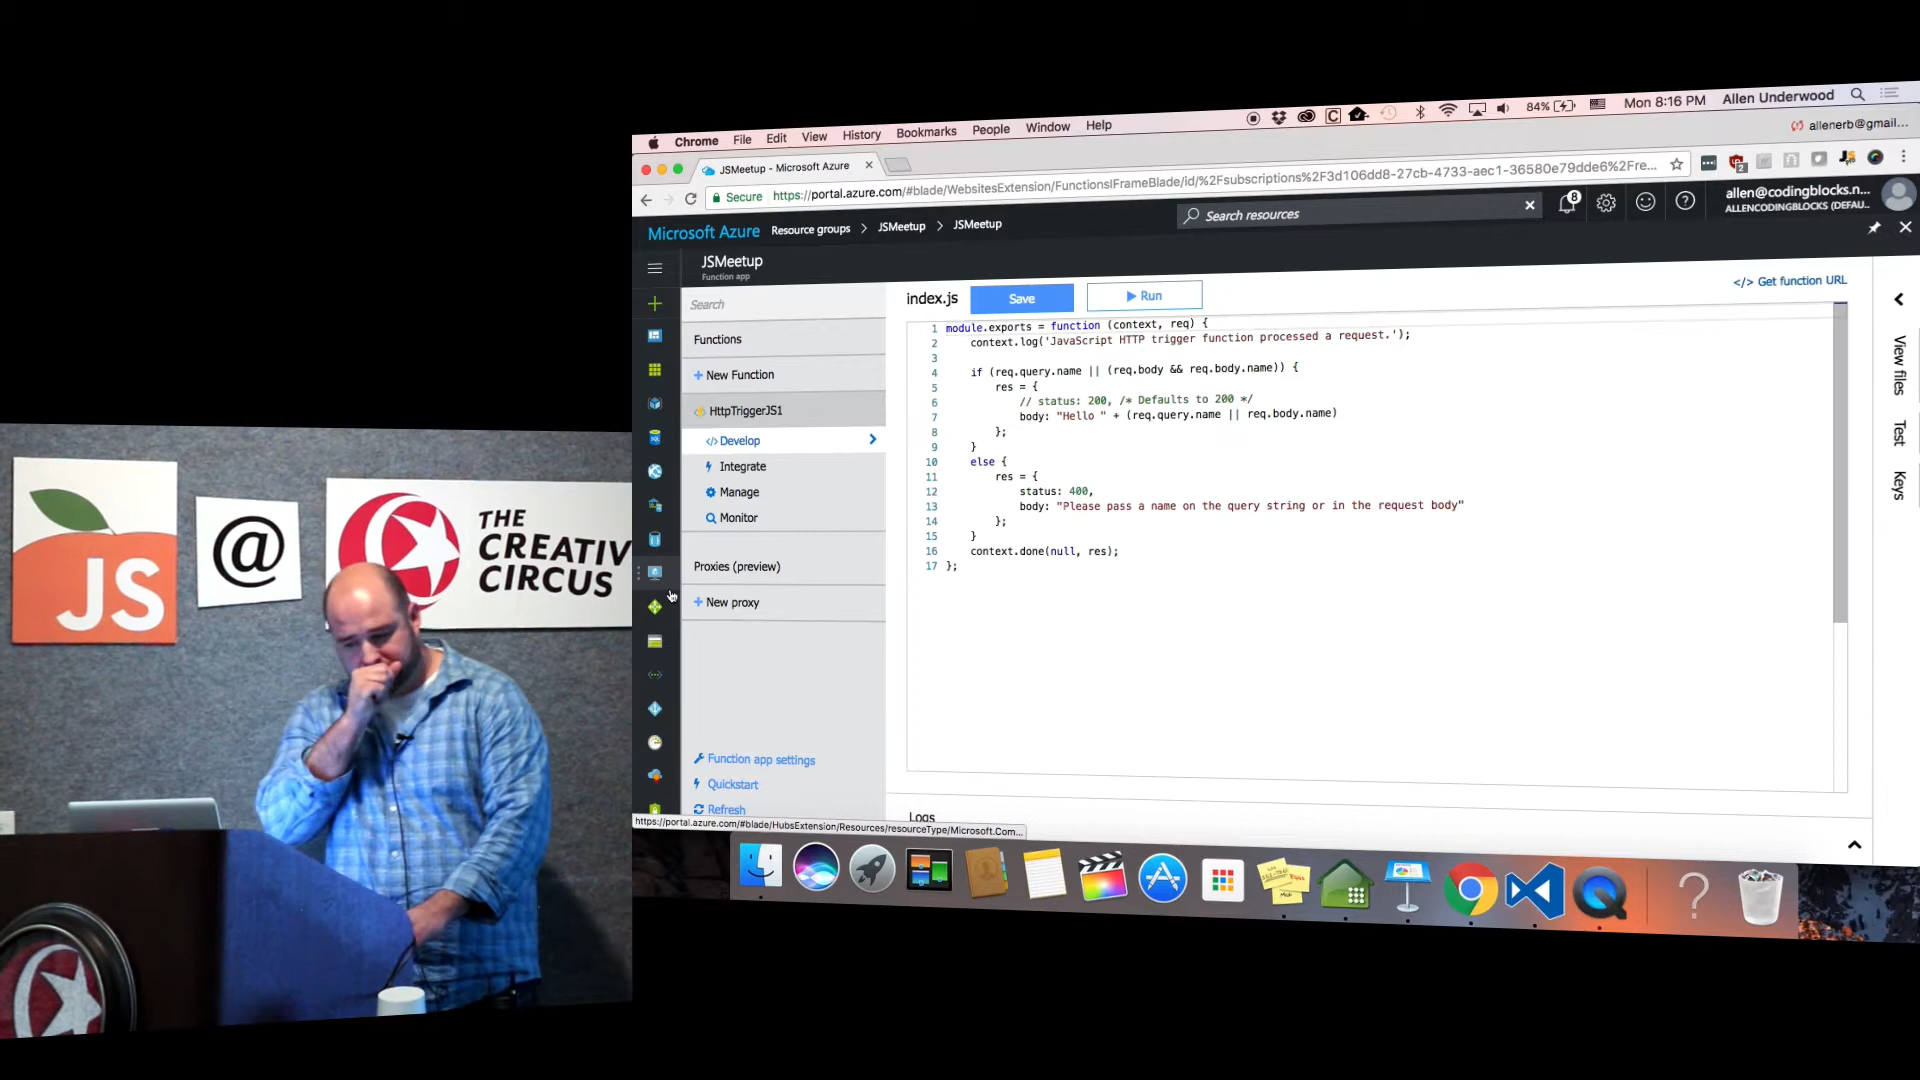 JS
@
THE
CREATIV
CIRCUS
Chrome File Edit View History Bookmarks People Window Help
84% Mon 8:16 PM Allen Underwood
JSMeetup - Microsoft Azure
allenerb@gmail...
Secure https://portal.azure.com/#blade/WebsitesExtension/FunctionsIFrameBlade/id/%2Fsubscriptions%2F3d106dd8-27cb-4733-aec1-36580e79dde6%2Fre...
Microsoft Azure Resource groups > JSMeetup > JSMeetup
Search resources
8
allen@codingblocks.n...
ALLENCODINGBLOCKS (DEFAU...
JSMeetup
Function app
Search
Functions
+ New Function
HttpTriggerJS1
</> Develop
Integrate
Manage
Monitor
Proxies (preview)
+ New proxy
Function app settings
Quickstart
Refresh
index.js Save Run
</> Get function URL
1 module.exports = function (context, req) {
2 context.log('JavaScript HTTP trigger function processed a request.');
3
4 if (req.query.name || (req.body && req.body.name)) {
5 res = {
6 // status: 200, /* Defaults to 200 */
7 body: "Hello " + (req.query.name || req.body.name)
8 };
9 }
10 else {
11 res = {
12 status: 400,
13 body: "Please pass a name on the query string or in the request body"
14 };
15 }
16 context.done(null, res);
17 };
View files
Test
Keys
Logs
https://portal.azure.com/#blade/HubsExtension/Resources/resourceType/Microsoft.Com...